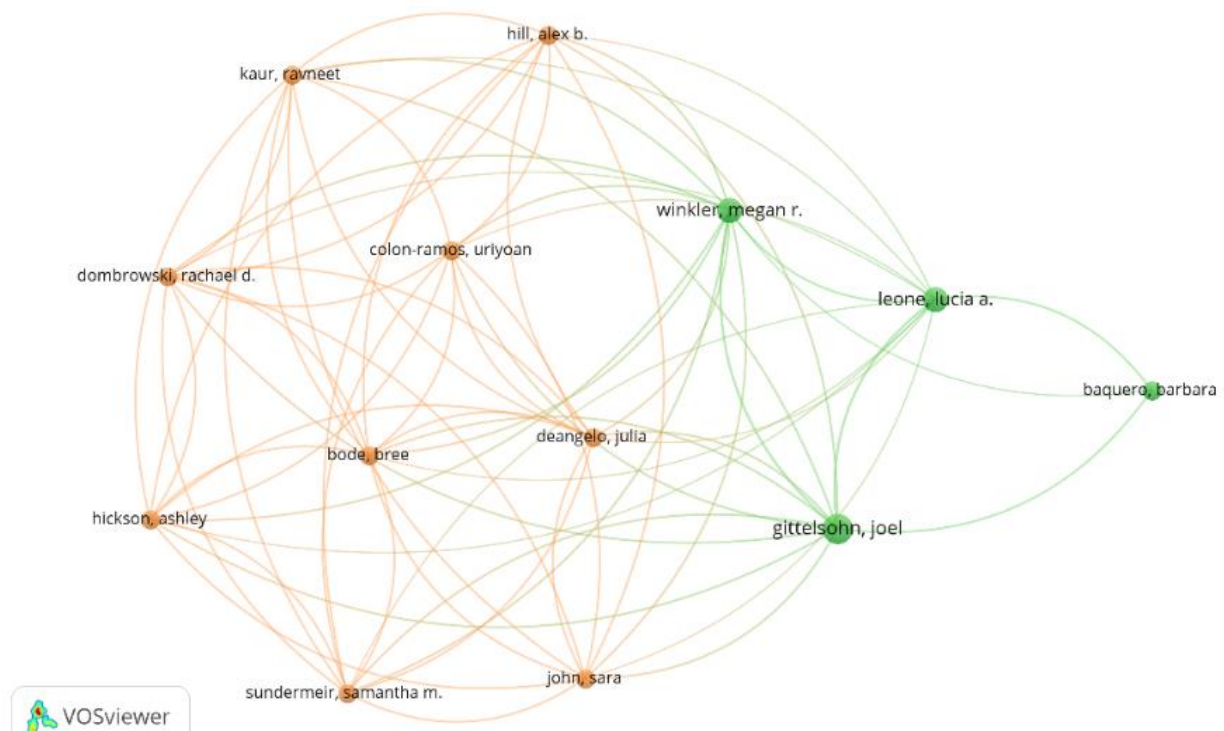 hill, alex b.
kaur, ravneet
winkler, megan r.
colon-ramos, uriyoan
dombrowski, rachael d.
leone, lucia a.
baquero, barbara
deangelo, julia
bode, bree
hickson, ashley
gittelsohn, joel
john, sara
sundermeir, samantha m.
VOSviewer